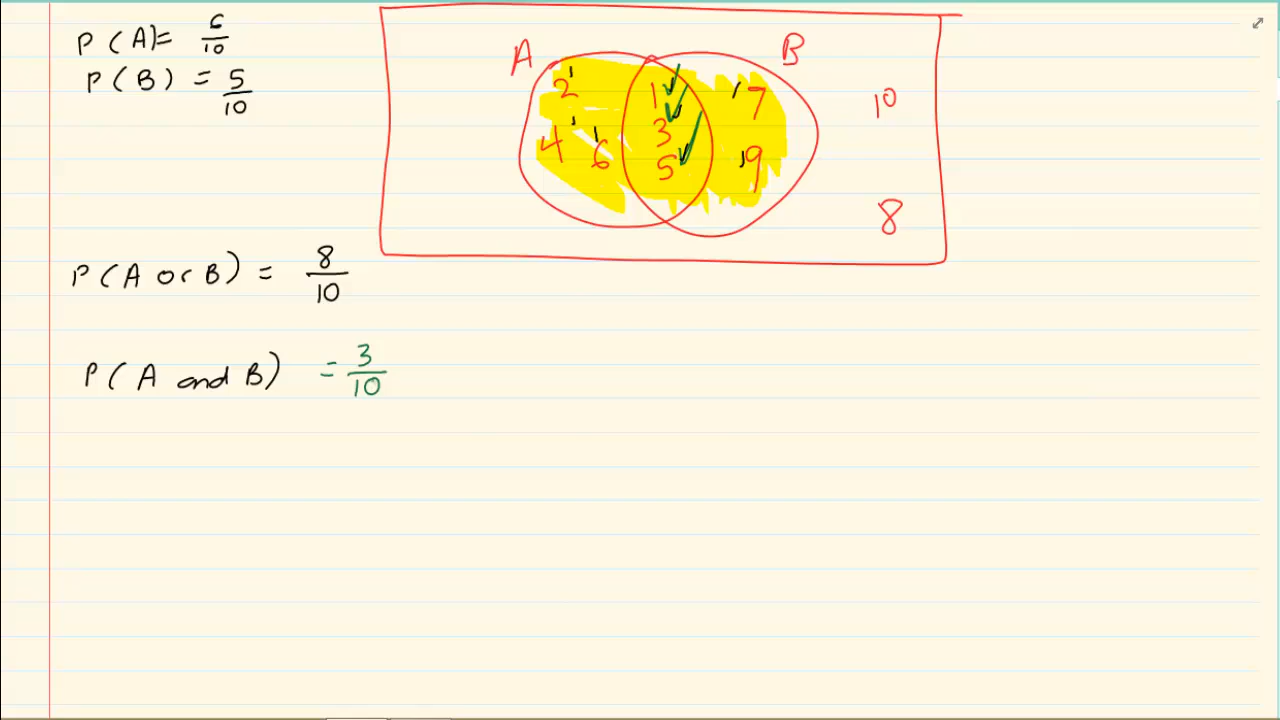 P(A)= 6/10
P(B) = 5/10
A
B
2
1
7
10
4
6
3
5
9
8
P(A or B) = 8/10
P(A and B) = 3/10